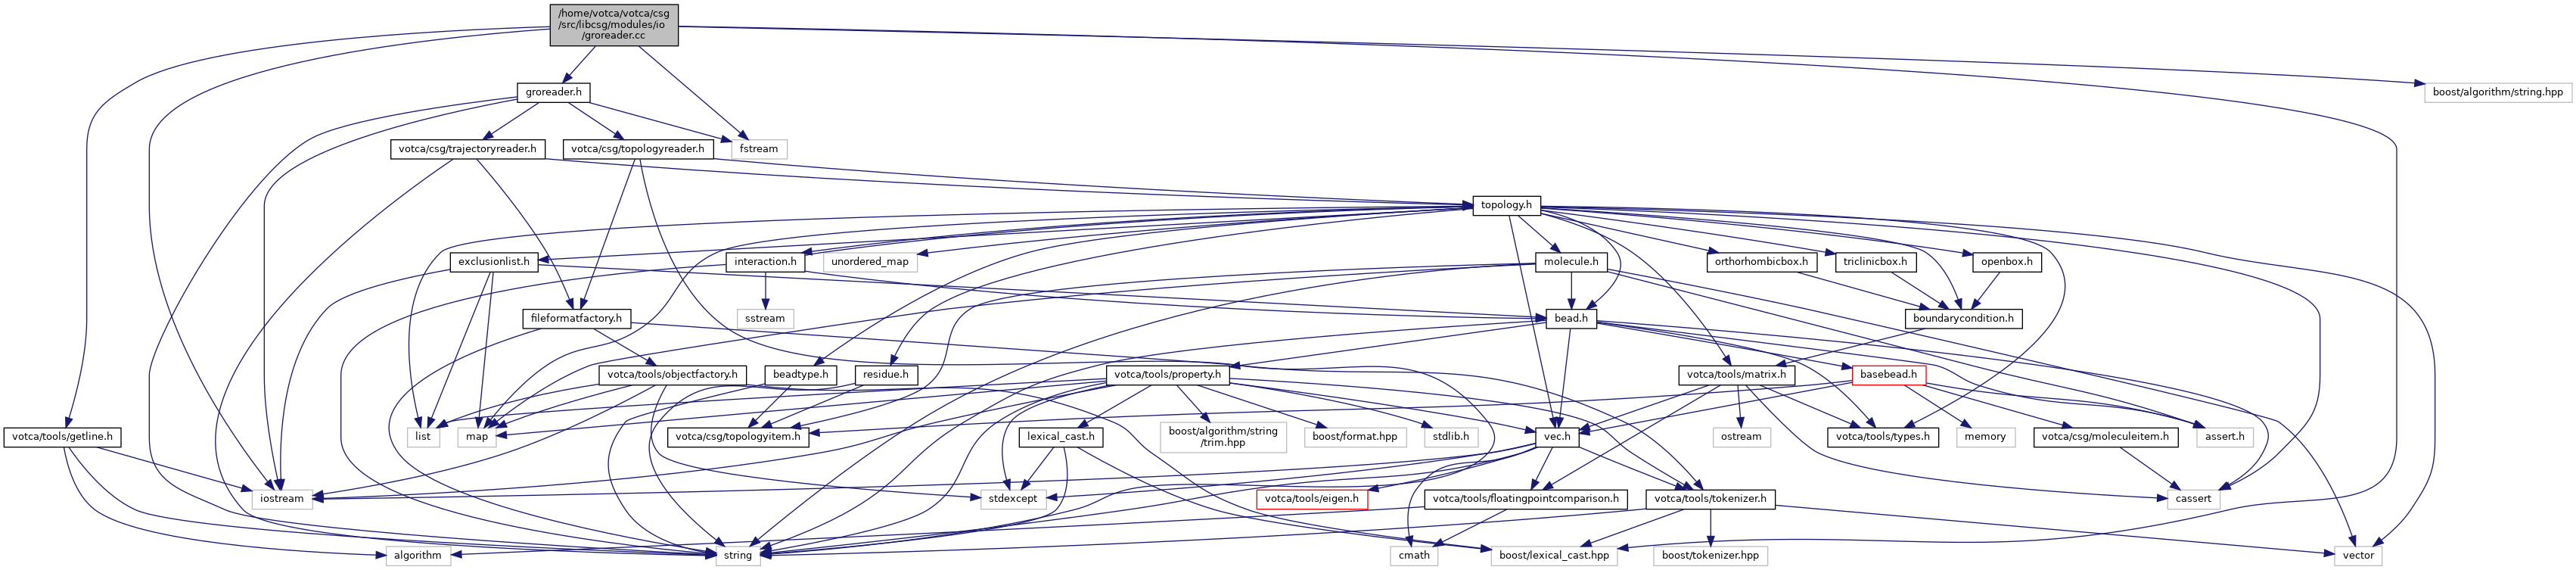 /home/votca/votca/csg
/src/libcsg/modules/io
/groreader.cc
groreader.h
boost/algorithm/string.hpp
votca/csg/trajectoryreader.h
votca/csg/topologyreader.h
fstream
topology.h
exclusionlist.h
interaction.h
unordered_map
molecule.h
orthorhombicbox.h
triclinicbox.h
openbox.h
fileformatfactory.h
sstream
bead.h
boundarycondition.h
votca/tools/objectfactory.h
beadtype.h
residue.h
votca/tools/property.h
votca/tools/matrix.h
basebead.h
votca/tools/getline.h
list
map
votca/csg/topologyitem.h
lexical_cast.h
boost/algorithm/string
/trim.hpp
boost/format.hpp
stdlib.h
vec.h
ostream
votca/tools/types.h
memory
votca/csg/moleculeitem.h
assert.h
iostream
stdexcept
votca/tools/eigen.h
votca/tools/floatingpointcomparison.h
votca/tools/tokenizer.h
cassert
algorithm
string
cmath
boost/lexical_cast.hpp
boost/tokenizer.hpp
vector